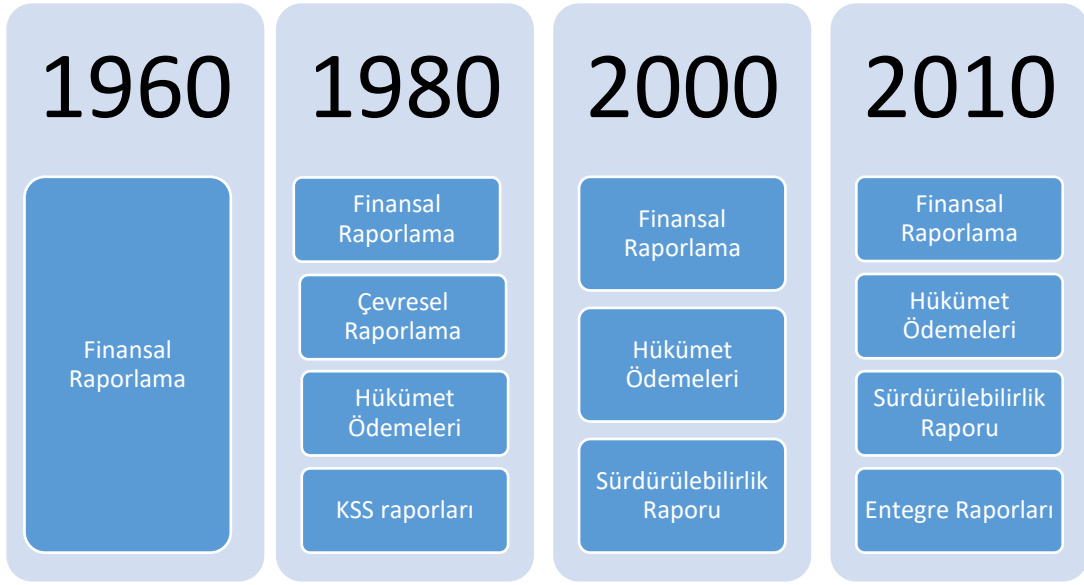 1960
Finansal
Raporlama
1980
Finansal
Raporlama
Çevresel
Raporlama
Hükümet
Ödemeleri
KSS raporları
2000
Finansal
Raporlama
Hükümet
Ödemeleri
Sürdürülebilirlik
Raporu
2010
Finansal
Raporlama
Hükümet
Ödemeleri
Sürdürülebilirlik
Raporu
Entegre Raporları